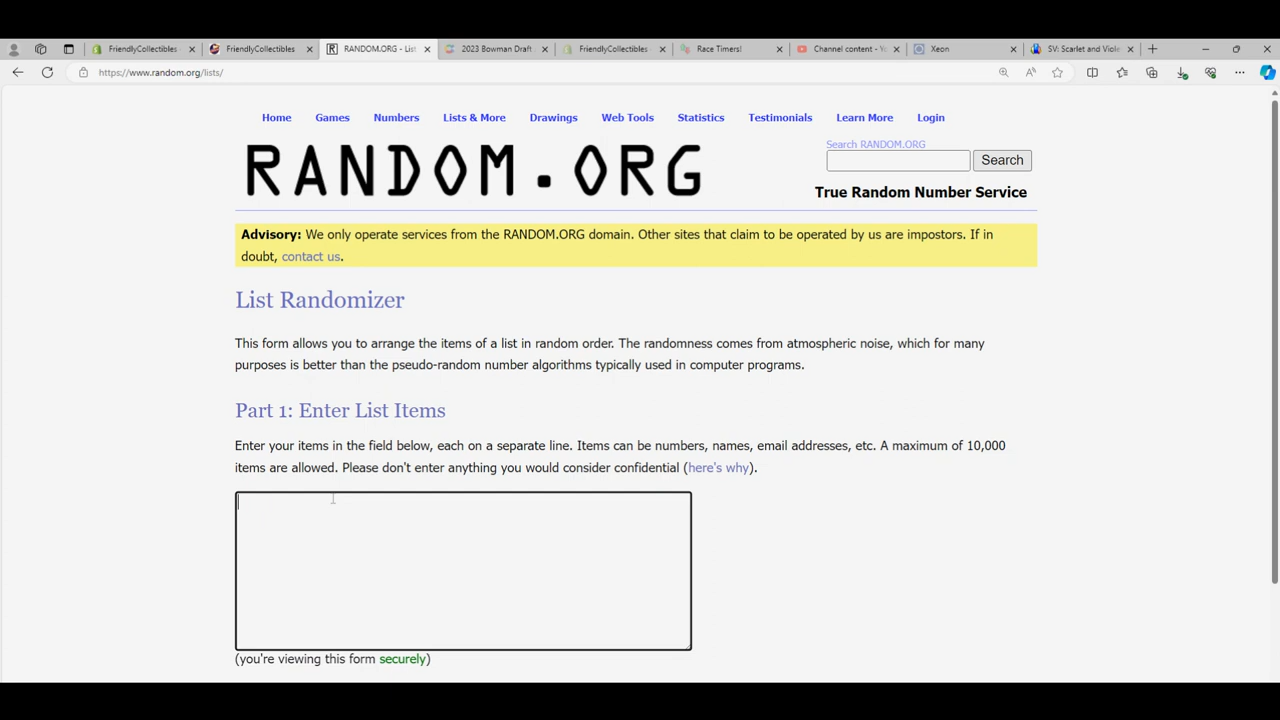 FriendlyCollectibles
FriendlyCollectibles
RANDOM.ORG - List
2023 Bowman Draft
FriendlyCollectibles
Race Timers!
Channel content - Yo
Xeon
SV: Scarlet and Viole
https://www.random.org/lists/
Home Games Numbers Lists & More Drawings Web Tools Statistics Testimonials Learn More Login
RANDOM.ORG
Search RANDOM.ORG
Search
True Random Number Service
Advisory: We only operate services from the RANDOM.ORG domain. Other sites that claim to be operated by us are impostors. If in
doubt, contact us.
List Randomizer
This form allows you to arrange the items of a list in random order. The randomness comes from atmospheric noise, which for many
purposes is better than the pseudo-random number algorithms typically used in computer programs.
Part 1: Enter List Items
Enter your items in the field below, each on a separate line. Items can be numbers, names, email addresses, etc. A maximum of 10,000
items are allowed. Please don't enter anything you would consider confidential (here's why).
(you're viewing this form securely)